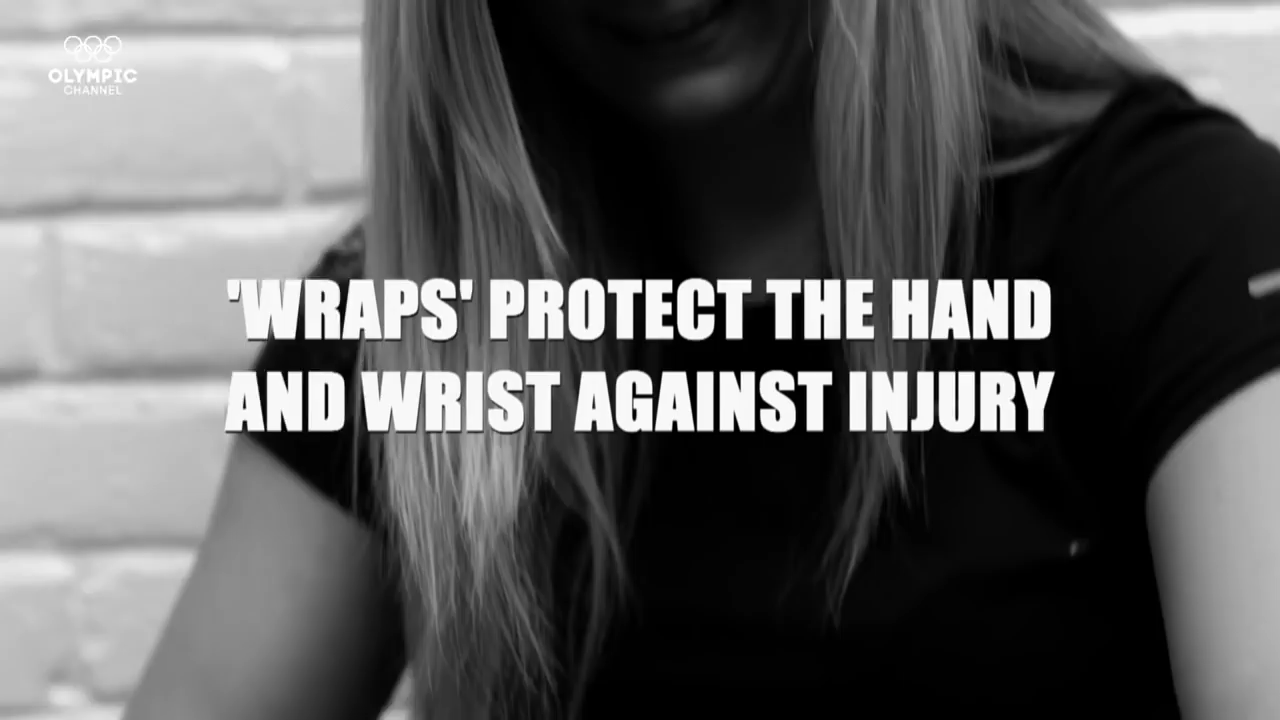 OLYMPIC
CHANNEL
'WRAPS' PROTECT THE HAND
AND WRIST AGAINST INJURY